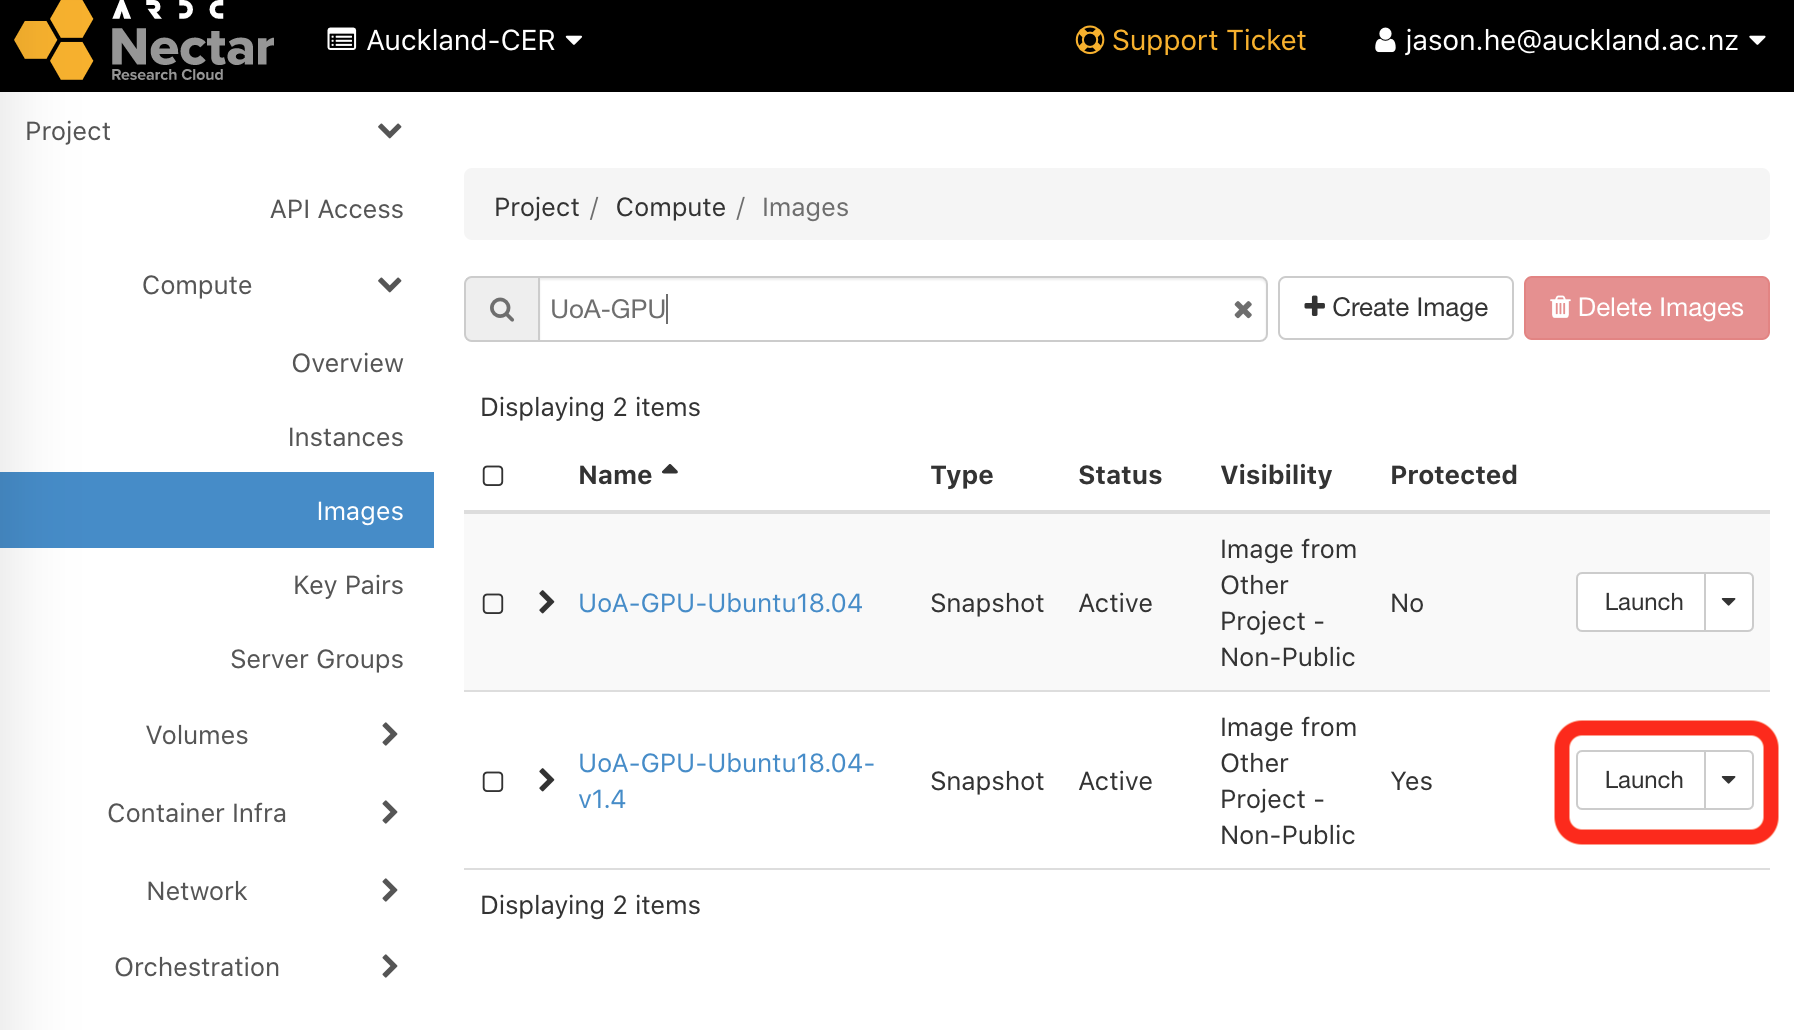 ARDC
Nectar
Research Cloud
Auckland-CER
Support Ticket
jason.he@auckland.ac.nz
Project
API Access
Compute
Overview
Instances
Images
Key Pairs
Server Groups
Volumes
Container Infra
Network
Orchestration
Project / Compute / Images
UoA-GPU
Create Image
Delete Images
Displaying 2 items
Name Type Status Visibility Protected
UoA-GPU-Ubuntu18.04 Snapshot Active
Image from
Other
Project -
Non-Public
No
Launch
UoA-GPU-Ubuntu18.04-
v1.4
Snapshot Active
Image from
Other
Project -
Non-Public
Yes
Launch
Displaying 2 items